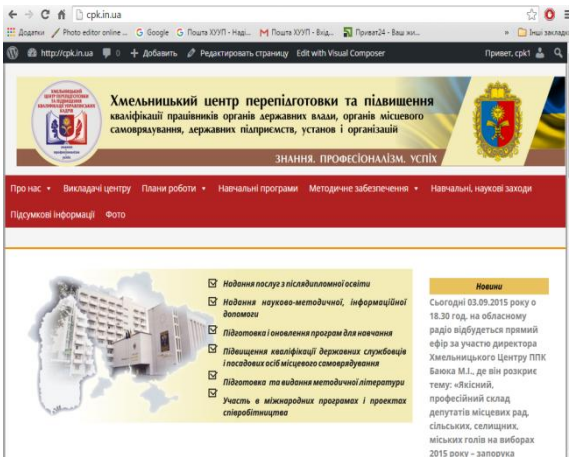 cpk.in.ua
Додатки Photo editor online ... Google Пошта ХУУП - Наді... Пошта ХУУП - Вхід... Приват24 - Ваш жи... » Інші закладки
http://cpk.in.ua 0 + Добавить Редактировать страницу Edit with Visual Composer Привет, cpk1
Хмельницький центр перепідготовки та підвищення
кваліфікації працівників органів державних влади, органів місцевого
самоврядування, державних підприємств, установ і організацій
ЗНАННЯ. ПРОФЕСІОНАЛІЗМ. УСПІХ
Про нас Викладачі центру Плани роботи Навчальні програми Методичне забезпечення Навчальні, наукові заходи
Підсумкові інформації Фото
Надання послуг з післядипломної освіти
Надання науково-методичної, інформаційної
допомоги
Підготовка і оновлення програм для навчання
Підвищення кваліфікації державних службовців
і посадових осіб місцевого самоврядування
Підготовка та видання методичної літератури
Участь в міжнародних програмах і проектах
співробітництва
Новини
Сьогодні 03.09.2015 року о
18.30 год. на обласному
радіо відбудеться прямий
ефір за участю директора
Хмельницького Центру ППК
Баюка М.І., де він розкриє
тему: «Якісний,
професійний склад
депутатів місцевих рад,
сільських, селищних,
міських голів на виборах
2015 року – запорука